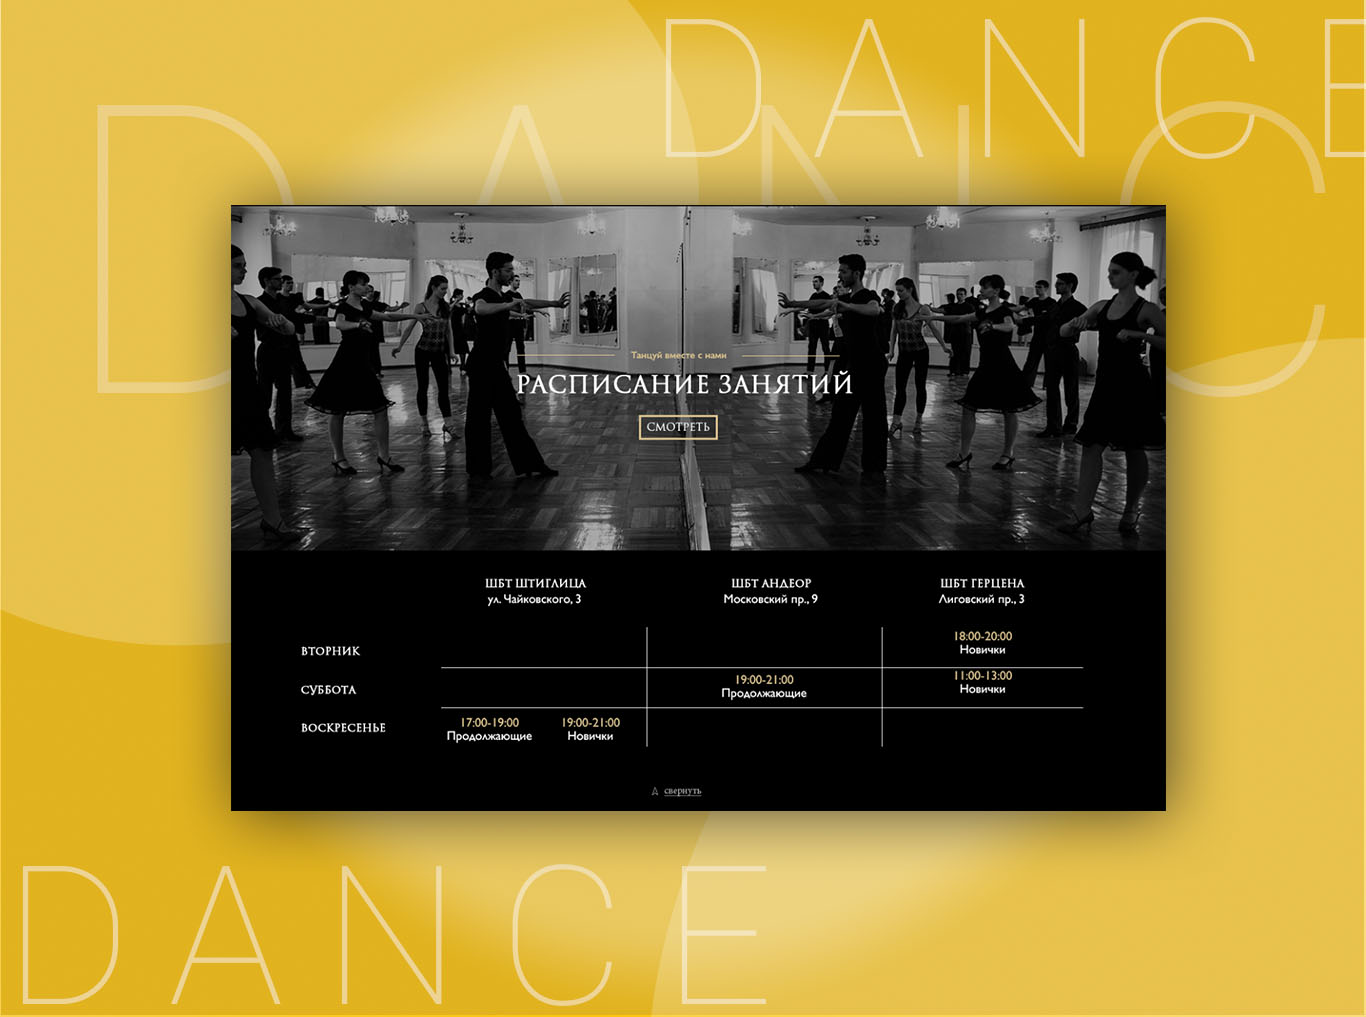 DANCE
DANC
Танцуй вместе с нами
РАСПИСАНИЕ ЗАНЯТИЙ
СМОТРЕТЬ
ШБТ ШТИГЛИЦА
ул. Чайковского, 3
ШБТ АНДЕОР
Московский пр., 9
ШБТ ГЕРЦЕНА
Лиговский пр., 3
ВТОРНИК
18:00-20:00
Новички
СУББОТА
19:00-21:00
Продолжающие
11:00-13:00
Новички
ВОСКРЕСЕНЬЕ
17:00-19:00
Продолжающие
19:00-21:00
Новички
свернуть
DANCE